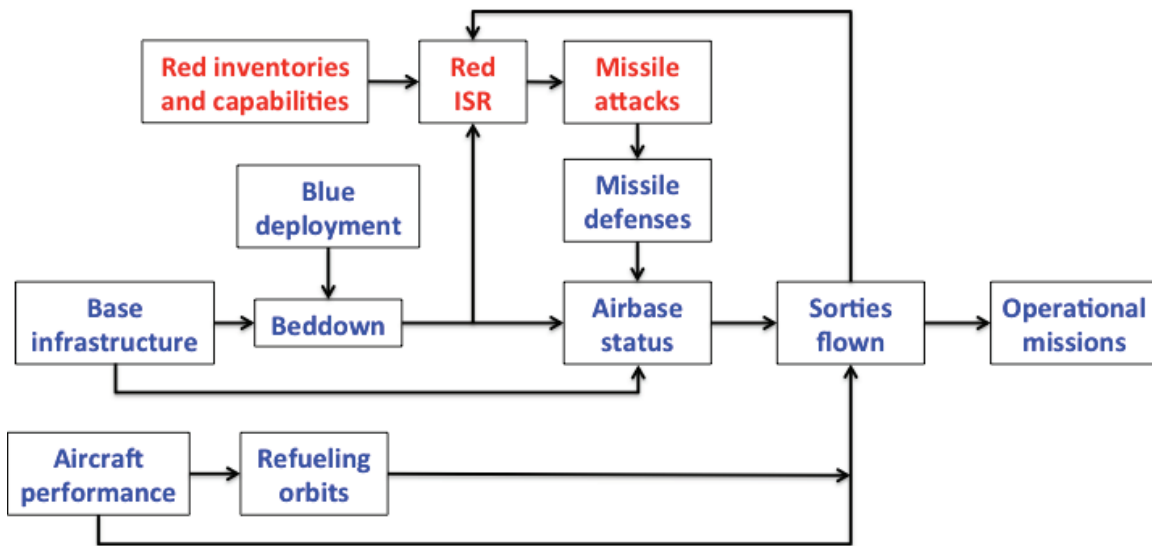 Red inventories
and capabilities
Red
ISR
Missile
attacks
Blue
deployment
Missile
defenses
Base
infrastructure
Beddown
Airbase
status
Sorties
flown
Operational
missions
Aircraft
performance
Refueling
orbits